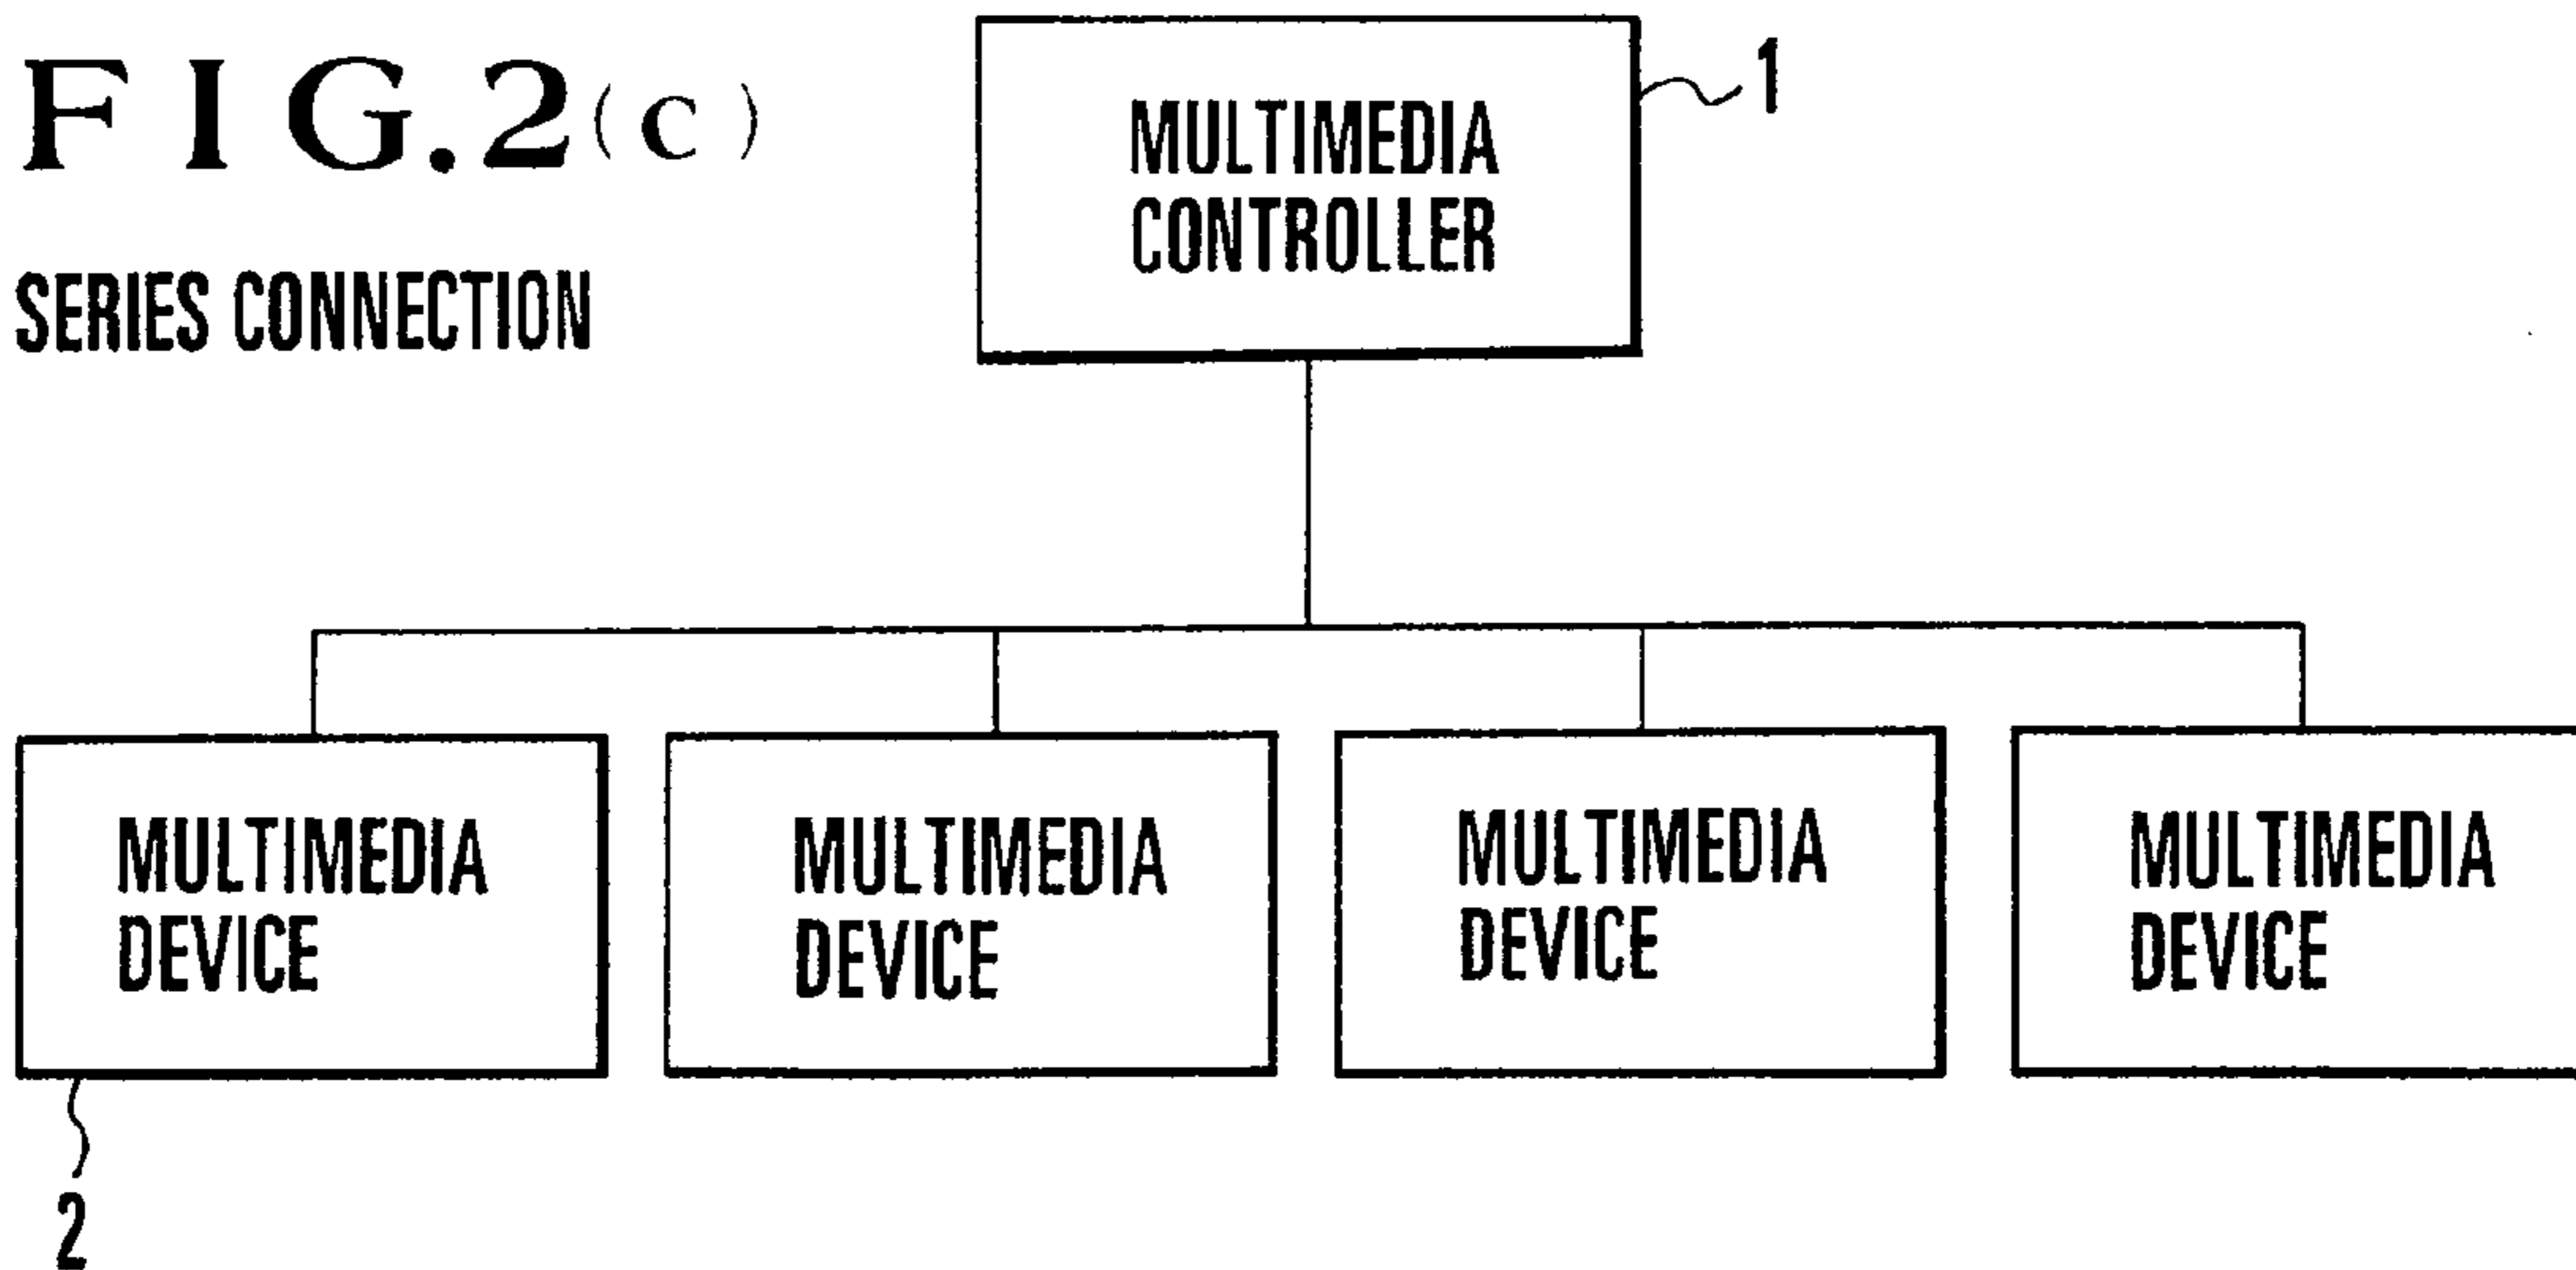 FIG.2(c)
SERIES CONNECTION
MULTIMEDIA
CONTROLLER
1
MULTIMEDIA
DEVICE
MULTIMEDIA
DEVICE
MULTIMEDIA
DEVICE
MULTIMEDIA
DEVICE
2